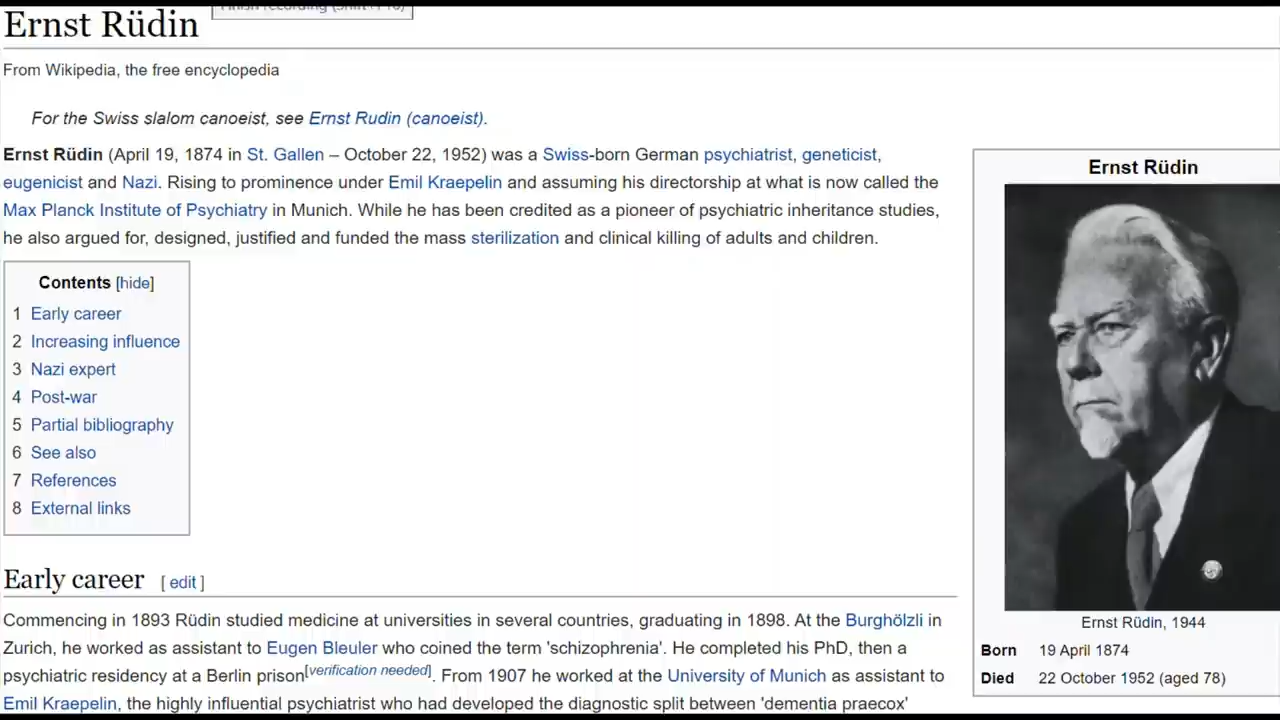 Finish recording (Shift+F10)
Ernst Rüdin
From Wikipedia, the free encyclopedia
For the Swiss slalom canoeist, see Ernst Rudin (canoeist).
Ernst Rüdin (April 19, 1874 in St. Gallen – October 22, 1952) was a Swiss-born German psychiatrist, geneticist,
eugenicist and Nazi. Rising to prominence under Emil Kraepelin and assuming his directorship at what is now called the
Max Planck Institute of Psychiatry in Munich. While he has been credited as a pioneer of psychiatric inheritance studies,
he also argued for, designed, justified and funded the mass sterilization and clinical killing of adults and children.
Contents [hide]
1 Early career
2 Increasing influence
3 Nazi expert
4 Post-war
5 Partial bibliography
6 See also
7 References
8 External links
Early career [ edit ]
Commencing in 1893 Rüdin studied medicine at universities in several countries, graduating in 1898. At the Burghölzli in
Zurich, he worked as assistant to Eugen Bleuler who coined the term 'schizophrenia'. He completed his PhD, then a
psychiatric residency at a Berlin prison[verification needed]. From 1907 he worked at the University of Munich as assistant to
Emil Kraepelin, the highly influential psychiatrist who had developed the diagnostic split between 'dementia praecox'
Ernst Rüdin
Ernst Rüdin, 1944
Born 19 April 1874
Died 22 October 1952 (aged 78)